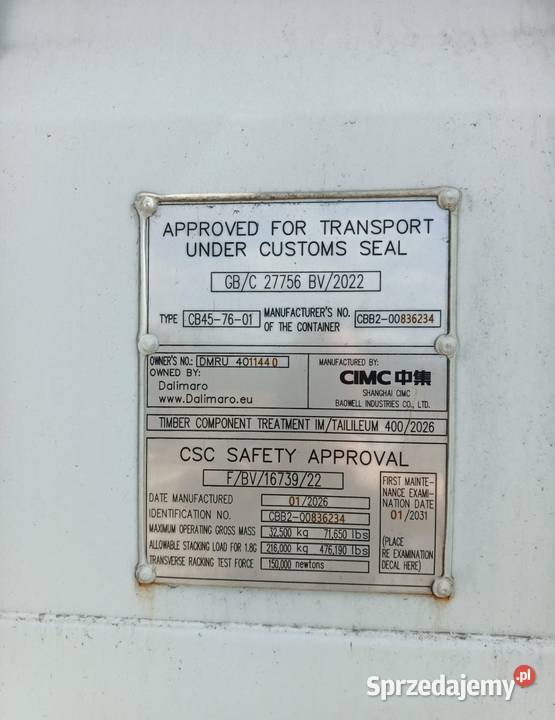 APPROVED FOR TRANSPORT
UNDER CUSTOMS SEAL
GB/C 27756 BV/2022
TYPE CB45-76-01 MANUFACTURER'S NO. OF THE CONTAINER CBB2-00836234
OWNER'S NO.: DMRU 401144 0
OWNED BY:
Dalimaro
www.Dalimaro.eu
MANUFACTURED BY:
CIMC 中集
SHANGHAI CIMC
BAOWELL INDUSTRIES CO., LTD.
TIMBER COMPONENT TREATMENT IM/TAILILEUM 400/2026
CSC SAFETY APPROVAL
F/BV/16739/22
DATE MANUFACTURED 01/2026
IDENTIFICATION NO. CBB2-00836234
MAXIMUM OPERATING GROSS MASS 32,500 kg 71,650 lbs
ALLOWABLE STACKING LOAD FOR 1.8G 216,000 kg 476,190 lbs
TRANSVERSE RACKING TEST FORCE 150,000 newtons
FIRST MAINTE-
NANCE EXAMI-
NATION DATE
01/2031
(PLACE
RE EXAMINATION
DECAL HERE)
Sprzedajemy.pl